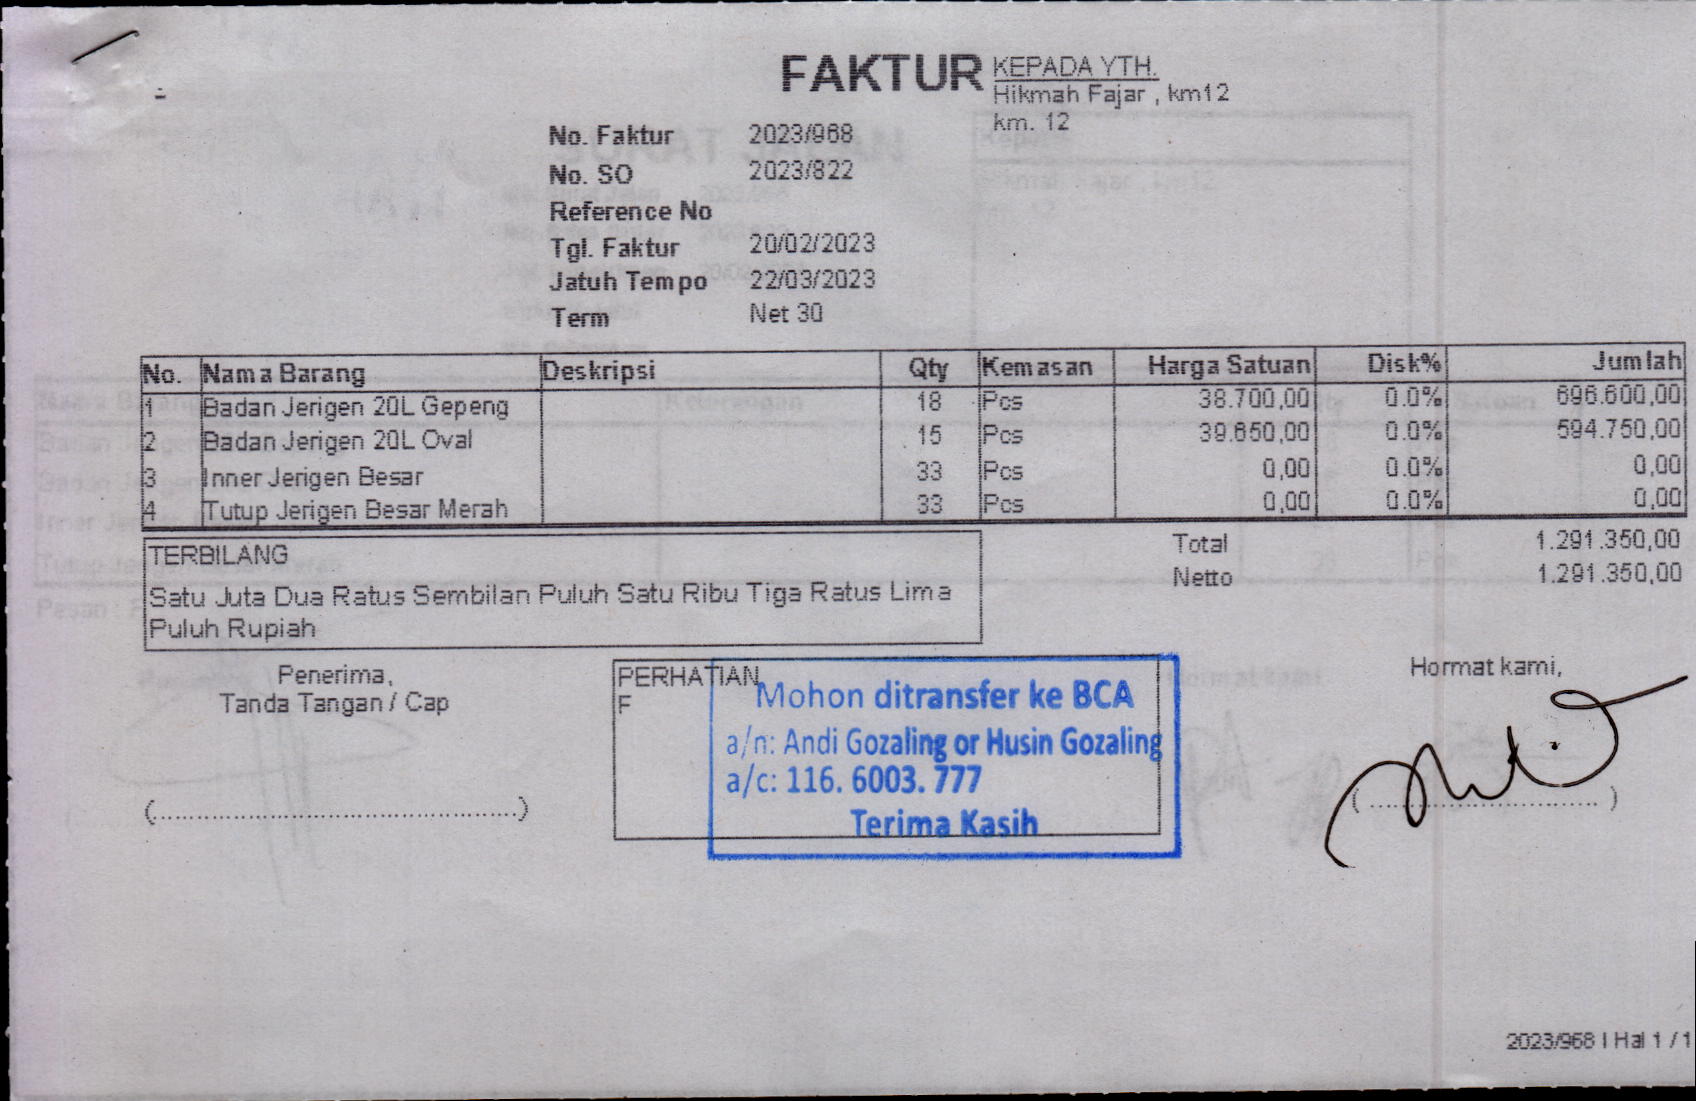 FAKTUR
KEPADA YTH.
Hikmah Fajar , km12
km. 12
No. Faktur 2023/968
No. SO 2023/822
Reference No
Tgl. Faktur 20/02/2023
Jatuh Tempo 22/03/2023
Term Net 30
No. Nama Barang Deskripsi Qty Kemasan Harga Satuan Disk% Jumlah
1 Badan Jerigen 20L Gepeng 18 Pcs 38.700,00 0.0% 696.600,00
2 Badan Jerigen 20L Oval 15 Pcs 39.650,00 0.0% 594.750,00
3 Inner Jerigen Besar 33 Pcs 0,00 0.0% 0,00
4 Tutup Jerigen Besar Merah 33 Pcs 0,00 0.0% 0,00
Total 1.291.350,00
Netto 1.291.350,00
TERBILANG
Satu Juta Dua Ratus Sembilan Puluh Satu Ribu Tiga Ratus Lima
Puluh Rupiah
Penerima,
Tanda Tangan / Cap
(............................................)
PERHATIAN
F
Mohon ditransfer ke BCA
a/n: Andi Gozaling or Husin Gozaling
a/c: 116. 6003. 777
Terima Kasih
Hormat kami,
(............................)
2023/968 | Hal 1 / 1